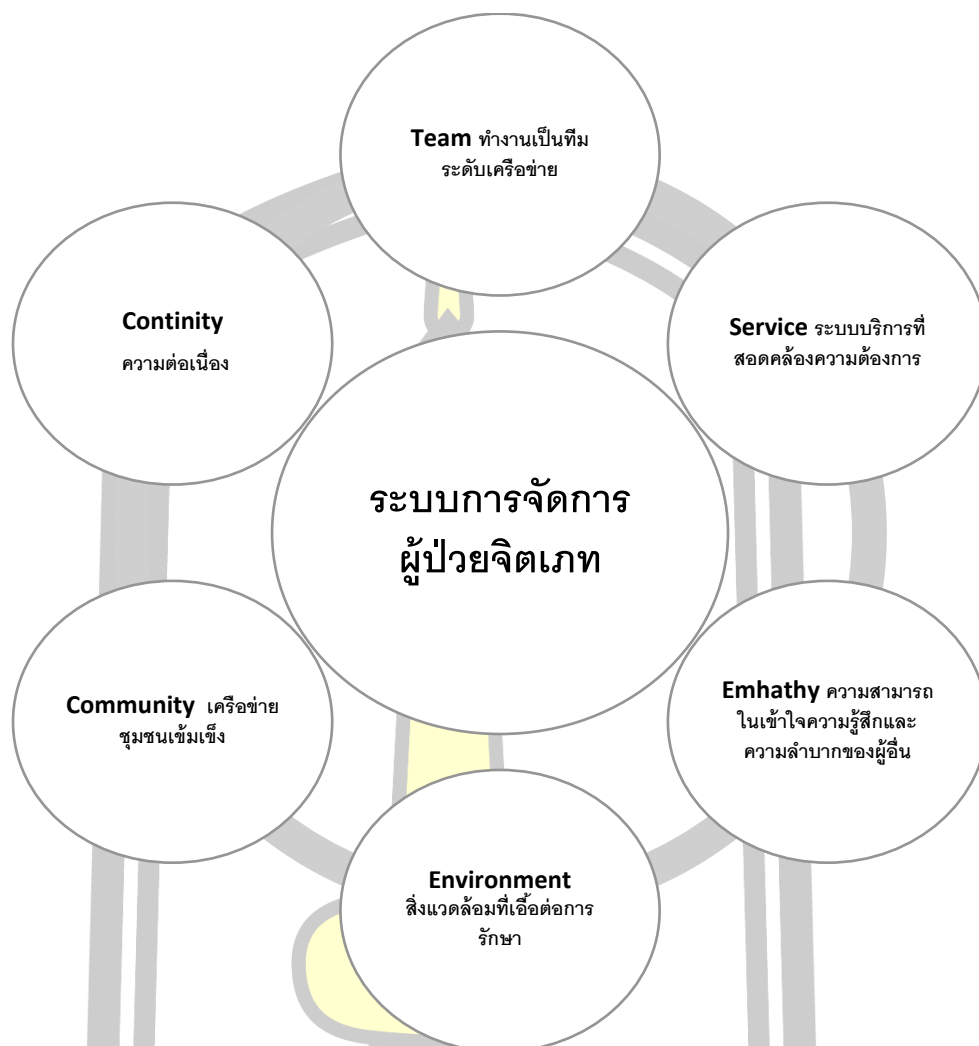 Team ทำงานเป็นทีม
ระดับเครือข่าย
Service ระบบบริการที่
สอดคล้องความต้องการ
Emhathy ความสามารถ
ในเข้าใจความรู้สึกและ
ความลำบากของผู้อื่น
Environment
สิ่งแวดล้อมที่เอื้อต่อการ
รักษา
Community เครือข่าย
ชุมชนเข้มเข็ง
Continity
ความต่อเนื่อง
ระบบการจัดการ
ผู้ป่วยจิตเภท